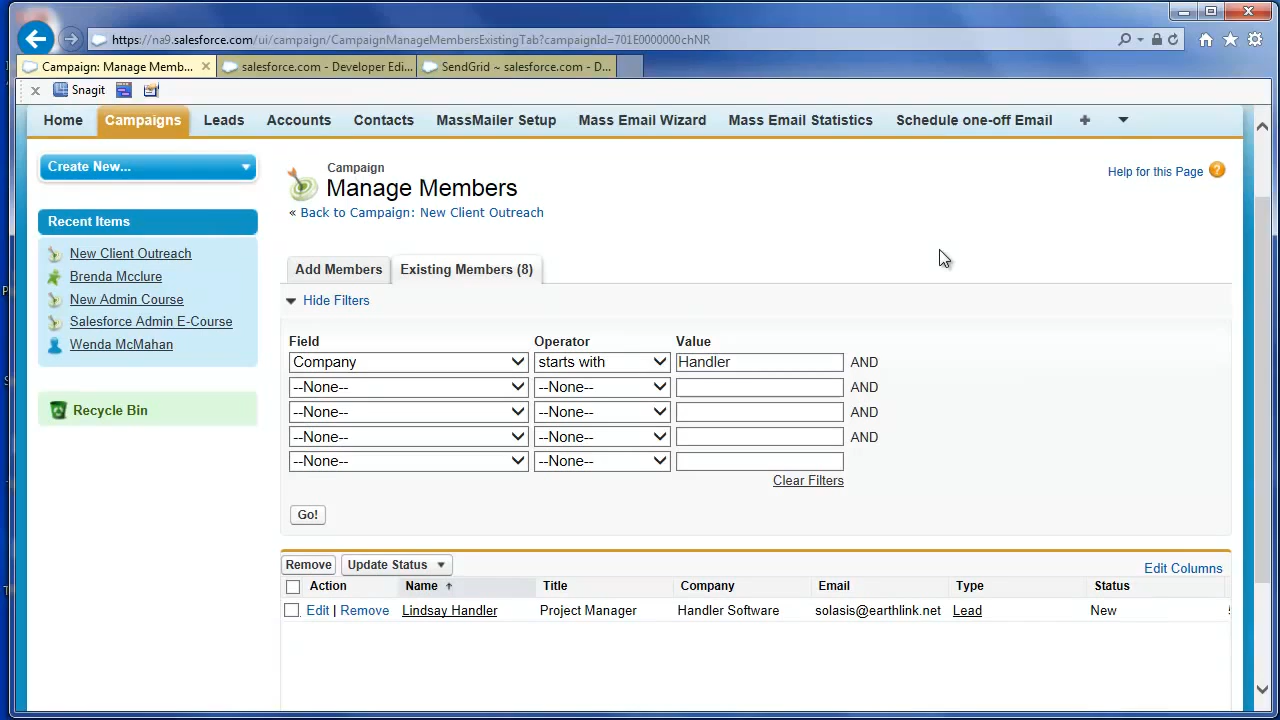 https://na9.salesforce.com/ui/campaign/CampaignManageMembersExistingTab?campaignId=701E0000000chNR
Campaign: Manage Memb... salesforce.com - Developer Edi... SendGrid ~ salesforce.com - D...
Snagit
Home Campaigns Leads Accounts Contacts MassMailer Setup Mass Email Wizard Mass Email Statistics Schedule one-off Email
Create New...
Recent Items
New Client Outreach
Brenda Mcclure
New Admin Course
Salesforce Admin E-Course
Wenda McMahan
Recycle Bin
Campaign
Manage Members
Help for this Page ?
« Back to Campaign: New Client Outreach
Add Members Existing Members (8)
Hide Filters
Field Operator Value
Company starts with Handler AND
--None-- --None-- AND
--None-- --None-- AND
--None-- --None-- AND
--None-- --None--
Clear Filters
Go!
Remove Update Status Edit Columns
Action Name Title Company Email Type Status
Edit | Remove Lindsay Handler Project Manager Handler Software solasis@earthlink.net Lead New